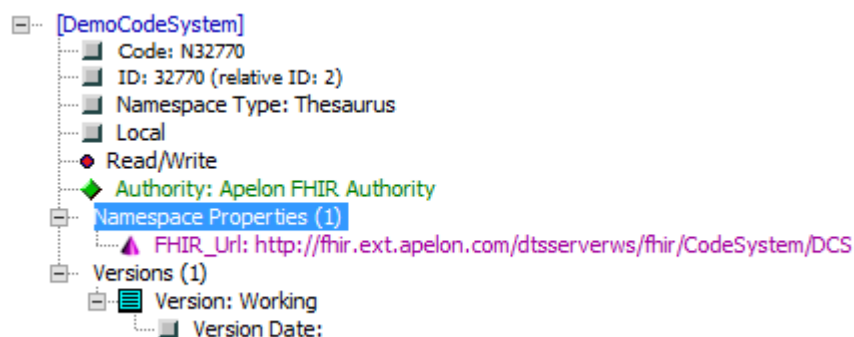 [DemoCodeSystem]
Code: N32770
ID: 32770 (relative ID: 2)
Namespace Type: Thesaurus
Local
Read/Write
Authority: Apelon FHIR Authority
Namespace Properties (1)
FHIR_Url: http://fhir.ext.apelon.com/dtsserverws/fhir/CodeSystem/DCS
Versions (1)
Version: Working
Version Date: